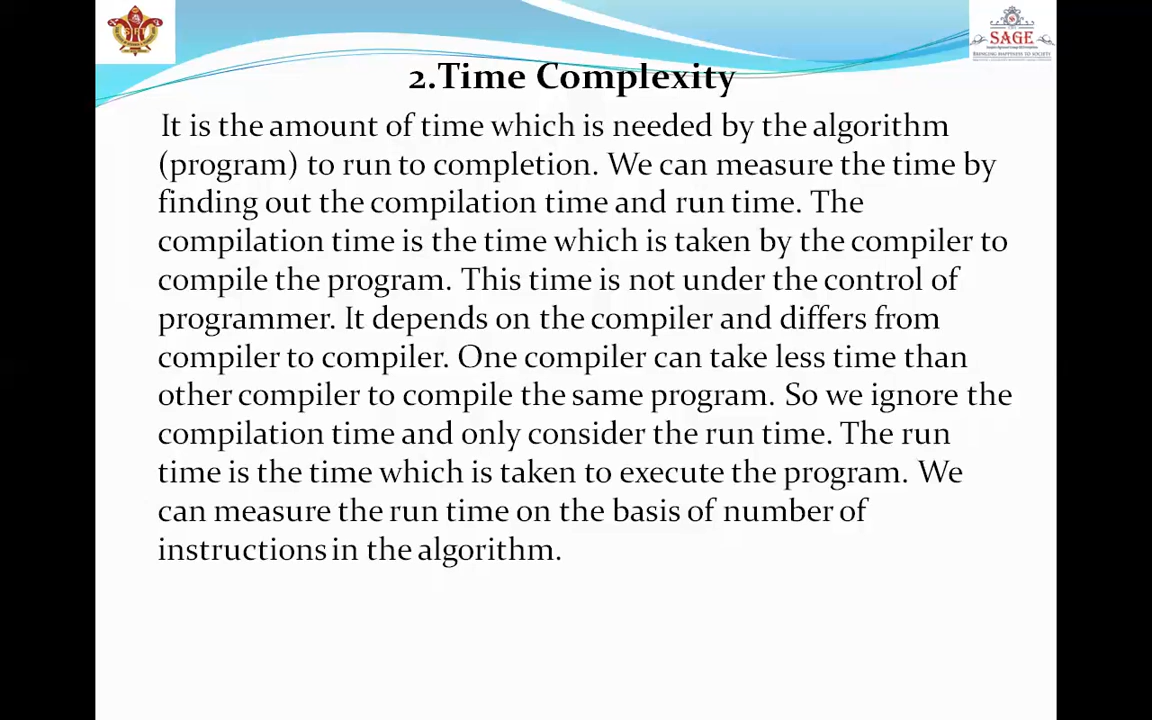 SAGE
2.Time Complexity
It is the amount of time which is needed by the algorithm
(program) to run to completion. We can measure the time by
finding out the compilation time and run time. The
compilation time is the time which is taken by the compiler to
compile the program. This time is not under the control of
programmer. It depends on the compiler and differs from
compiler to compiler. One compiler can take less time than
other compiler to compile the same program. So we ignore the
compilation time and only consider the run time. The run
time is the time which is taken to execute the program. We
can measure the run time on the basis of number of
instructions in the algorithm.